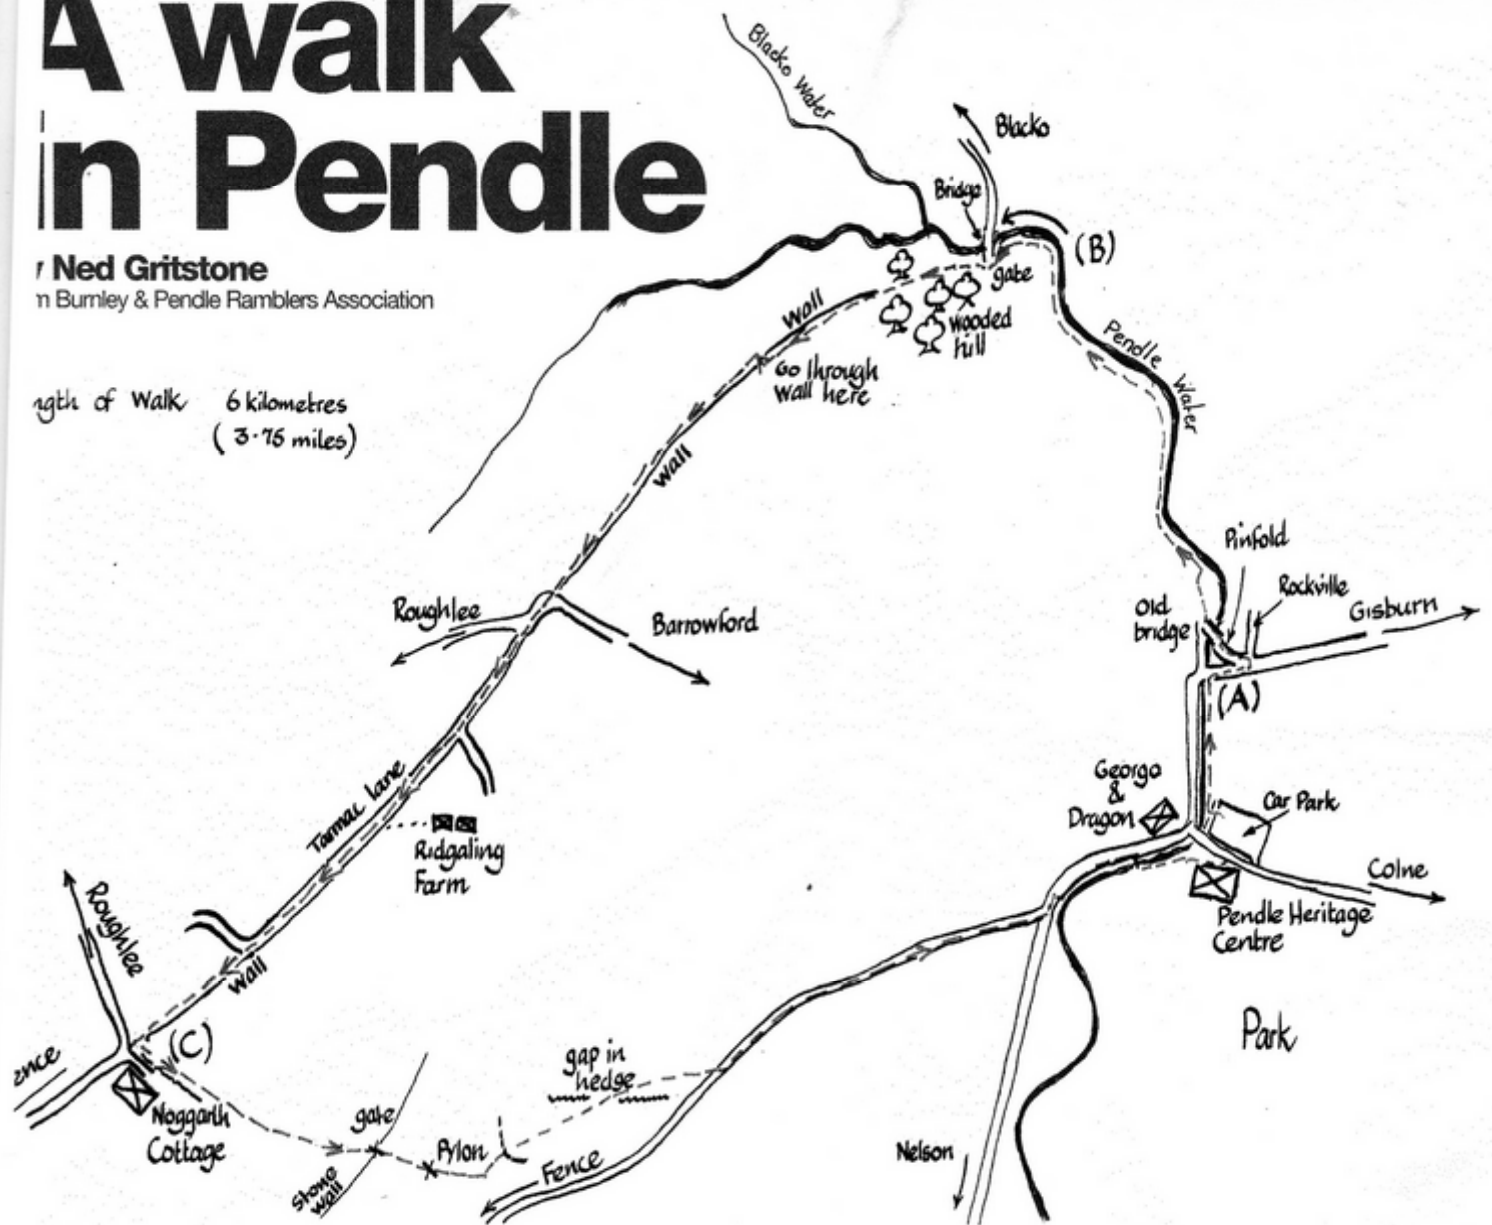 A walk
in Pendle
Ned Gritstone
Burnley & Pendle Ramblers Association
of Walk 6 kilometres
( 3·75 miles)
Blacko Water
Blacko
Bridge
(B)
gate
Wooded
hill
Wall
Go through
Wall here
Pendle Water
Wall
Pinfold
Rockville
Gisburn
Old
bridge
(A)
Roughlee
Barrowford
George
&
Dragon
Car Park
Colne
Pendle Heritage
Centre
Tarmac lane
Ridgaling
Farm
Roughlee
Wall
(C)
Park
gap in
hedge
Noggarth
Cottage
gate
Stone
Wall
Pylon
Fence
Nelson